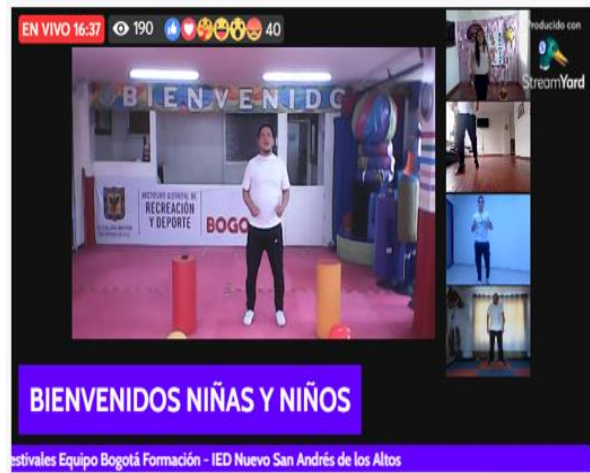 EN VIVO 16:37 190 40
Producido con
StreamYard
BIENVENIDO
INSTITUTO DISTRITAL DE
RECREACIÓN
Y DEPORTE
BOGO
BIENVENIDOS NIÑAS Y NIÑOS
estivales Equipo Bogotá Formación - IED Nuevo San Andrés de los Altos